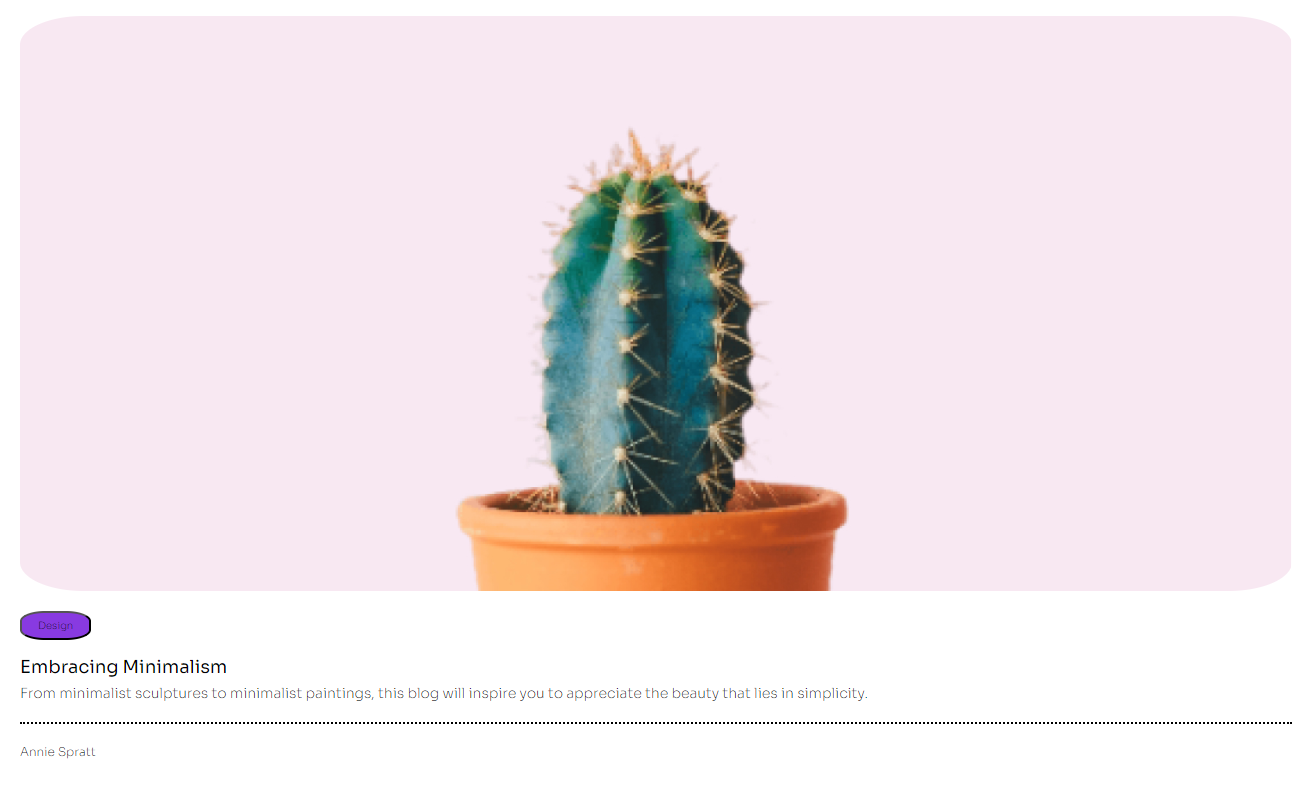 Design
Embracing Minimalism
From minimalist sculptures to minimalist paintings, this blog will inspire you to appreciate the beauty that lies in simplicity.
Annie Spratt